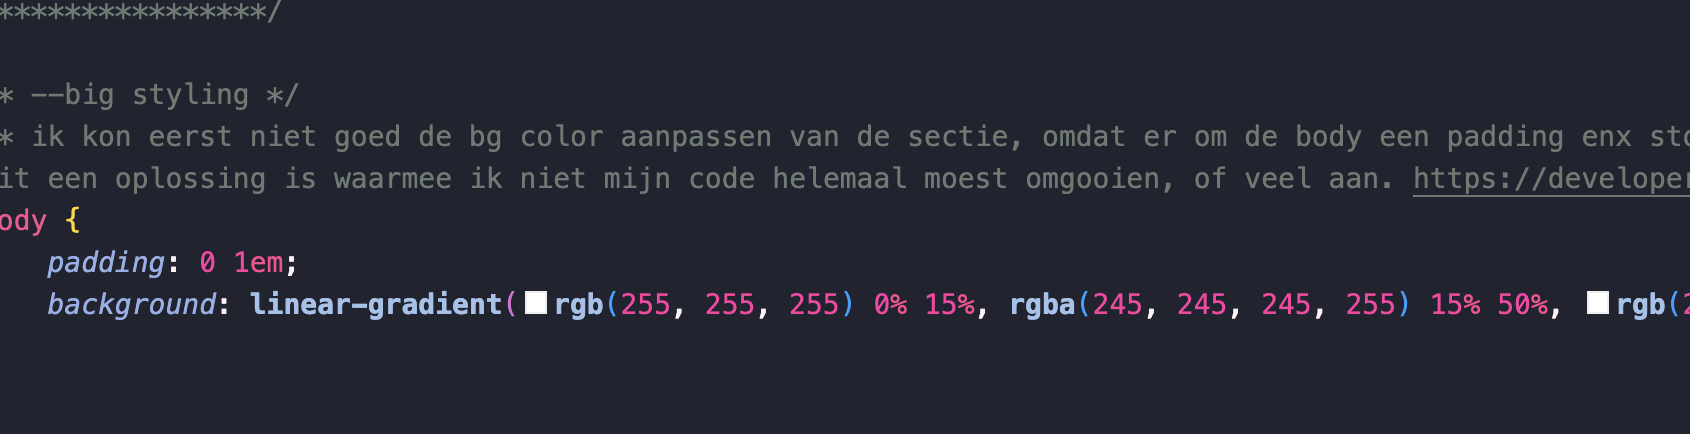 ****************/
* --big styling */
* ik kon eerst niet goed de bg color aanpassen van de sectie, omdat er om de body een padding enx sto
it een oplossing is waarmee ik niet mijn code helemaal moest omgooien, of veel aan. https://developer
ody {
padding: 0 1em;
background: linear-gradient(rgb(255, 255, 255) 0% 15%, rgba(245, 245, 245, 255) 15% 50%, rgb(2